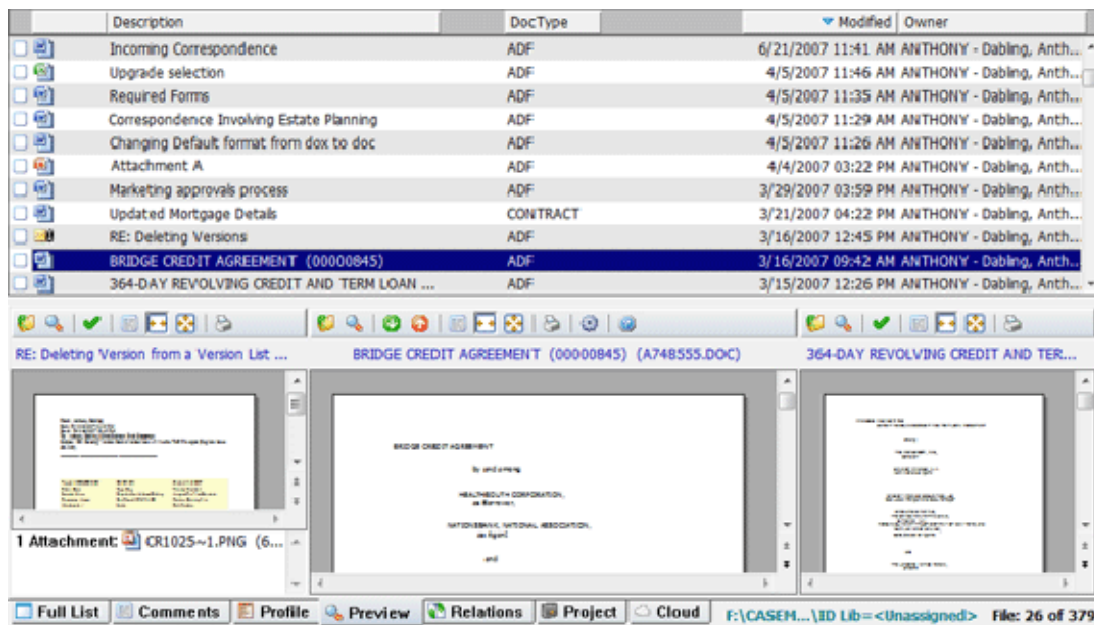 Description DocType Modified Owner
Incoming Correspondence ADF 6/21/2007 11:41 AM ANTHONY - Dabling, Anth...
Upgrade selection ADF 4/5/2007 11:46 AM ANTHONY - Dabling, Anth...
Required Forms ADF 4/5/2007 11:35 AM ANTHONY - Dabling, Anth...
Correspondence Involving Estate Planning ADF 4/5/2007 11:29 AM ANTHONY - Dabling, Anth...
Changing Default format from dox to doc ADF 4/5/2007 11:26 AM ANTHONY - Dabling, Anth...
Attachment A ADF 4/4/2007 03:22 PM ANTHONY - Dabling, Anth...
Marketing approvals process ADF 3/29/2007 03:59 PM ANTHONY - Dabling, Anth...
Updated Mortgage Details CONTRACT 3/21/2007 04:22 PM ANTHONY - Dabling, Anth...
RE: Deleting Versions ADF 3/16/2007 12:45 PM ANTHONY - Dabling, Anth...
BRIDGE CREDIT AGREEMENT (00000845) ADF 3/16/2007 09:42 AM ANTHONY - Dabling, Anth...
364-DAY REVOLVING CREDIT AND TERM LOAN ... ADF 3/15/2007 12:26 PM ANTHONY - Dabling, Anth...
RE: Deleting Version from a Version List ... BRIDGE CREDIT AGREEMENT (00000845) (A748555.DOC) 364-DAY REVOLVING CREDIT AND TER...
BRIDGE CREDIT AGREEMENT
by and among
HEALTHSOUTH CORPORATION,
as Borrower,
NATIONSBANK, NATIONAL ASSOCIATION,
as Agent
and
1 Attachment: CR1025~1.PNG (6...
Full List Comments Profile Preview Relations Project Cloud F:\CASEM...\ID Lib=<Unassigned> File: 26 of 379